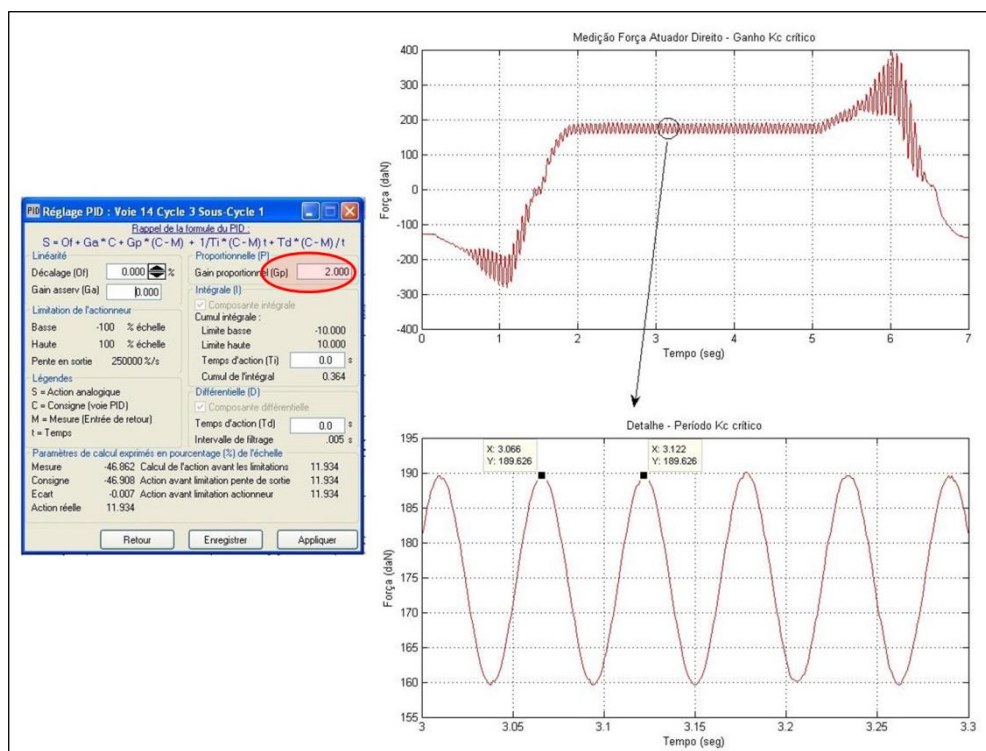 PID Réglage PID : Voie 14 Cycle 3 Sous-Cycle 1
Rappel de la formule du PID :
S = Of + Ga * C + Gp * (C - M) + 1/Ti * (C - M) t + Td * (C - M) / t
Linéarité
Décalage (Of) 0.000 %
Gain asserv (Ga) 0.000
Limitation de l'actionneur
Basse -100 % échelle
Haute 100 % échelle
Pente en sortie 250000 %/s
Légendes
S = Action analogique
C = Consigne (voie PID)
M = Mesure (Entrée de retour)
t = Temps
Proportionnelle (P)
Gain proportionnel (Gp) 2.000
Intégrale (I)
Composante intégrale
Cumul intégrale :
Limite basse -10.000
Limite haute 10.000
Temps d'action (Ti) 0.0 s
Cumul de l'intégral 0.364
Différentielle (D)
Composante différentielle
Temps d'action (Td) 0.0 s
Intervalle de filtrage .005 s
Paramètres de calcul exprimés en pourcentage (%) de l'échelle
Mesure -46.862 Calcul de l'action avant les limitations 11.934
Consigne -46.908 Action avant limitation pente de sortie 11.934
Ecart -0.007 Action avant limitation actionneur 11.934
Action réelle 11.934
Retour Enregistrer Appliquer
Medição Força Atuador Direito - Ganho Kc crítico
Força (daN)
400
300
200
100
0
-100
-200
-300
-400
0 1 2 3 4 5 6 7
Tempo (seg)
Detalhe - Período Kc crítico
X: 3.066
Y: 189.626
X: 3.122
Y: 189.626
Força (daN)
195
190
185
180
175
170
165
160
155
3 3.05 3.1 3.15 3.2 3.25 3.3
Tempo (seg)